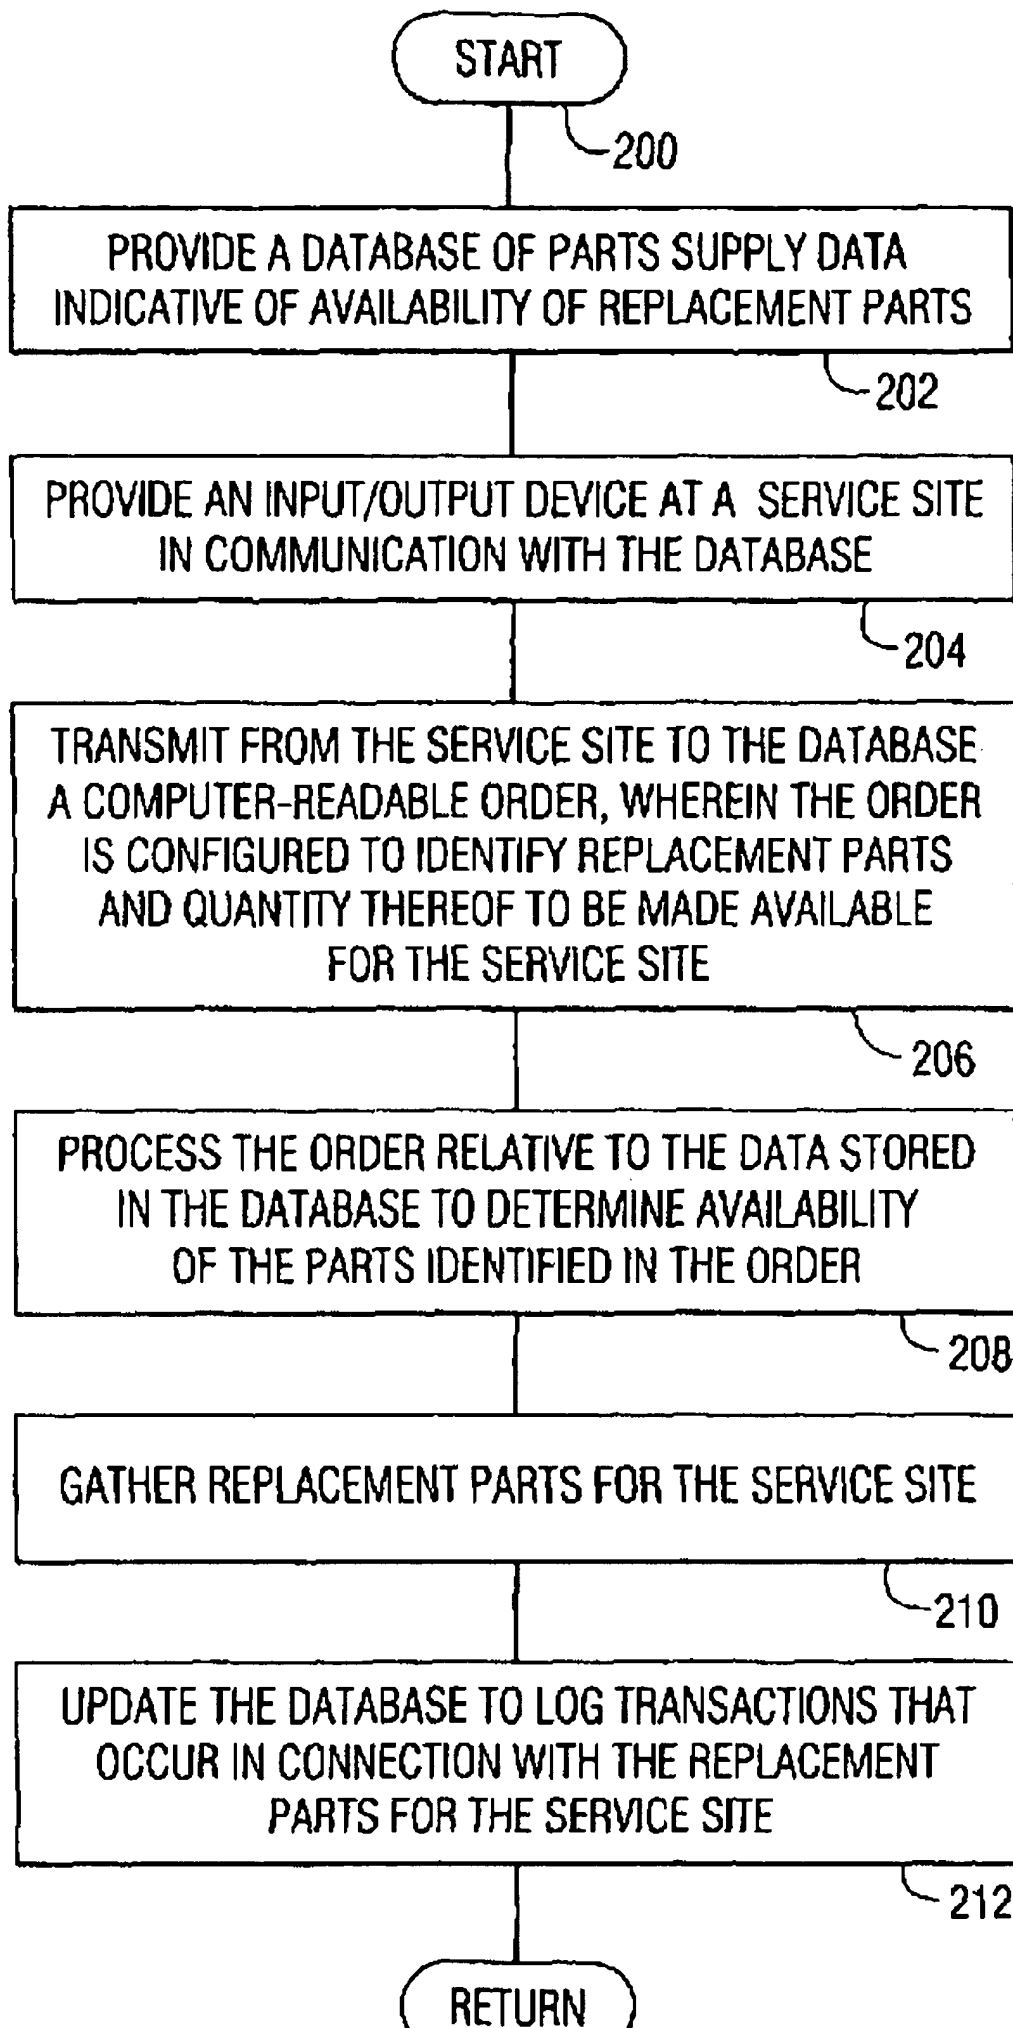 START
200
PROVIDE A DATABASE OF PARTS SUPPLY DATA
INDICATIVE OF AVAILABILITY OF REPLACEMENT PARTS
202
PROVIDE AN INPUT/OUTPUT DEVICE AT A SERVICE SITE
IN COMMUNICATION WITH THE DATABASE
204
TRANSMIT FROM THE SERVICE SITE TO THE DATABASE
A COMPUTER-READABLE ORDER, WHEREIN THE ORDER
IS CONFIGURED TO IDENTIFY REPLACEMENT PARTS
AND QUANTITY THEREOF TO BE MADE AVAILABLE
FOR THE SERVICE SITE
206
PROCESS THE ORDER RELATIVE TO THE DATA STORED
IN THE DATABASE TO DETERMINE AVAILABILITY
OF THE PARTS IDENTIFIED IN THE ORDER
208
GATHER REPLACEMENT PARTS FOR THE SERVICE SITE
210
UPDATE THE DATABASE TO LOG TRANSACTIONS THAT
OCCUR IN CONNECTION WITH THE REPLACEMENT
PARTS FOR THE SERVICE SITE
212
RETURN